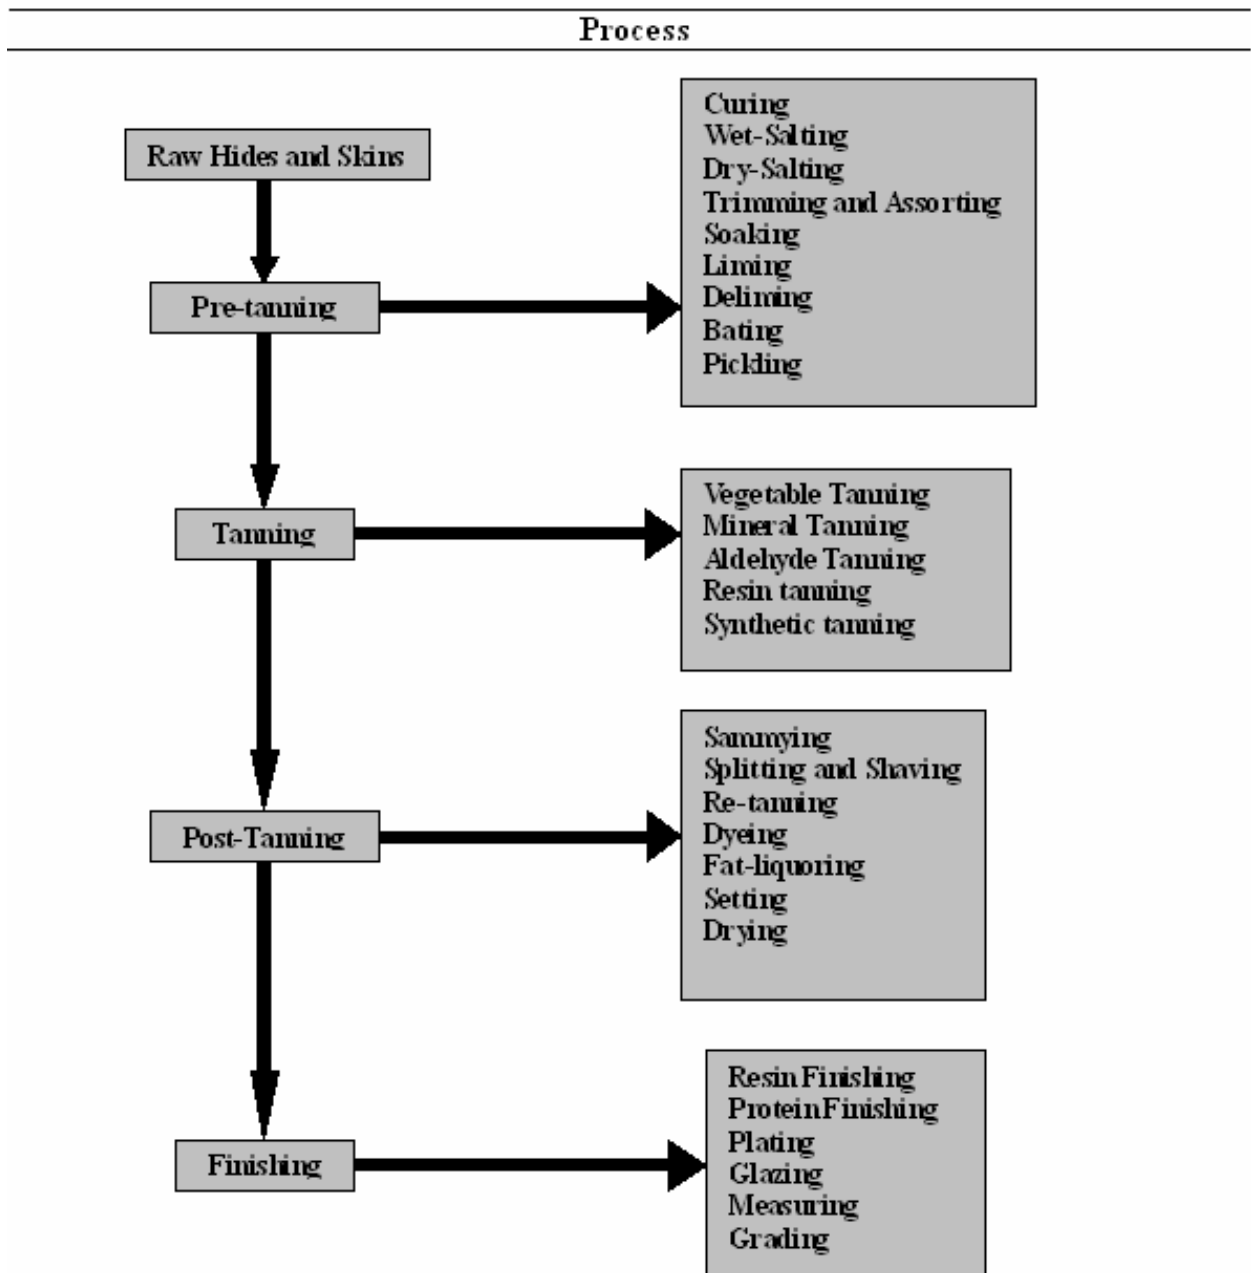 Process
Raw Hides and Skins
Pre-tanning
Curing
Wet-Salting
Dry-Salting
Trimming and Assorting
Soaking
Liming
Deliming
Bating
Pickling
Tanning
Vegetable Tanning
Mineral Tanning
Aldehyde Tanning
Resin tanning
Synthetic tanning
Post-Tanning
Sammying
Splitting and Shaving
Re-tanning
Dyeing
Fat-liquoring
Setting
Drying
Finishing
Resin Finishing
Protein Finishing
Plating
Glazing
Measuring
Grading